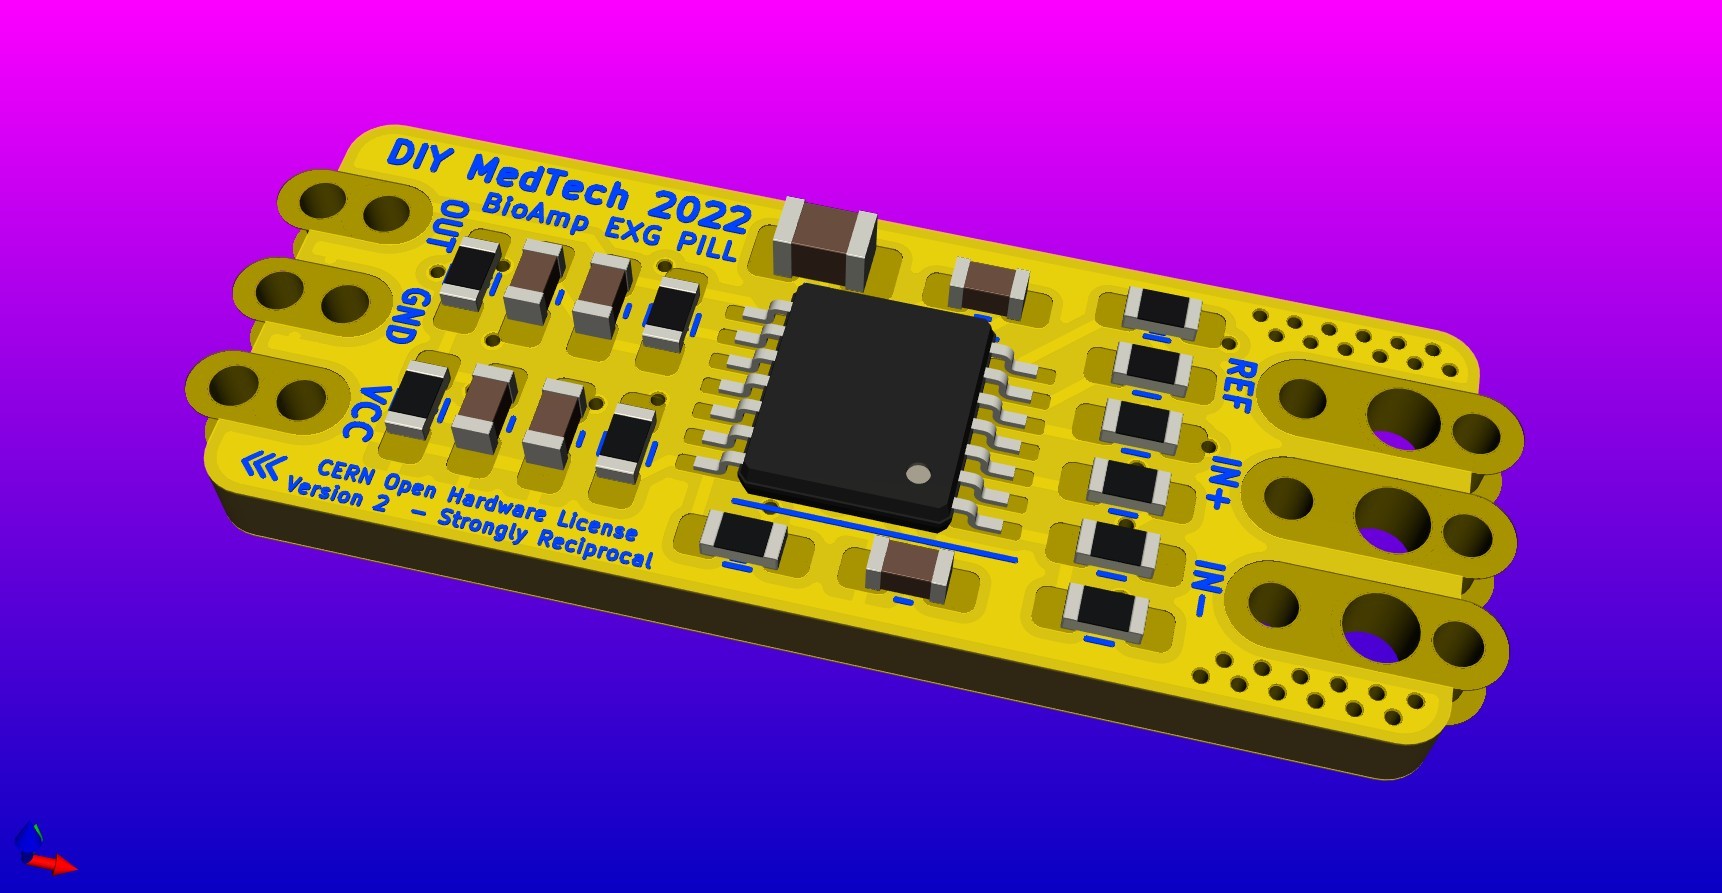 DIY MedTech 2022
BioAmp EXG PILL
OUT
GND
VCC
REF
IN+
IN-
CERN Open Hardware License
Version 2 - Strongly Reciprocal